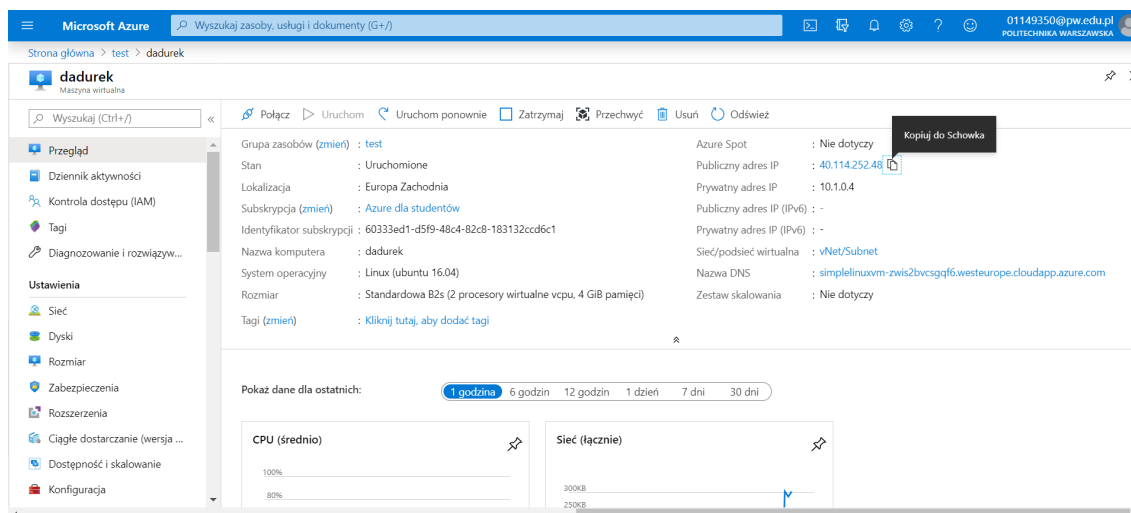 Microsoft Azure
Wyszukaj zasoby, usługi i dokumenty (G+/)
01149350@pw.edu.pl
POLITECHNIKA WARSZAWSKA
Strona główna > test > dadurek
dadurek
Maszyna wirtualna
Wyszukaj (Ctrl+/)
Przegląd
Dziennik aktywności
Kontrola dostępu (IAM)
Tagi
Diagnozowanie i rozwiązyw...
Ustawienia
Sieć
Dyski
Rozmiar
Zabezpieczenia
Rozszerzenia
Ciągłe dostarczanie (wersja ...
Dostępność i skalowanie
Konfiguracja
Połącz Uruchom Uruchom ponownie Zatrzymaj Przechwyć Usuń Odśwież
Kopiuj do Schowka
Grupa zasobów (zmień) : test
Stan : Uruchomione
Lokalizacja : Europa Zachodnia
Subskrypcja (zmień) : Azure dla studentów
Identyfikator subskrypcji : 60333ed1-d5f9-48c4-82c8-183132ccd6c1
Nazwa komputera : dadurek
System operacyjny : Linux (ubuntu 16.04)
Rozmiar : Standardowa B2s (2 procesory wirtualne vcpu, 4 GiB pamięci)
Tagi (zmień) : Kliknij tutaj, aby dodać tagi
Azure Spot : Nie dotyczy
Publiczny adres IP : 40.114.252.48
Prywatny adres IP : 10.1.0.4
Publiczny adres IP (IPv6) : -
Prywatny adres IP (IPv6) : -
Sieć/podsieć wirtualna : vNet/Subnet
Nazwa DNS : simplelinuxvm-zwis2bvcsgqf6.westeurope.cloudapp.azure.com
Zestaw skalowania : Nie dotyczy
Pokaż dane dla ostatnich: 1 godzina 6 godzin 12 godzin 1 dzień 7 dni 30 dni
CPU (średnio)
100%
80%
Sieć (łącznie)
300KB
250KB